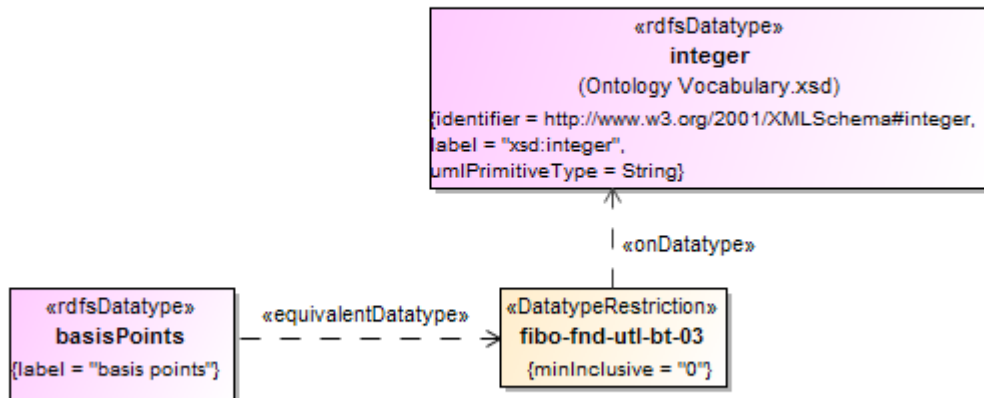 «rdfsDatatype»
integer
(Ontology Vocabulary.xsd)
{identifier = http://www.w3.org/2001/XMLSchema#integer,
label = "xsd:integer",
umlPrimitiveType = String}
«onDatatype»
«rdfsDatatype»
basisPoints
{label = "basis points"}
«equivalentDatatype»
«DatatypeRestriction»
fibo-fnd-utl-bt-03
{minInclusive = "0"}